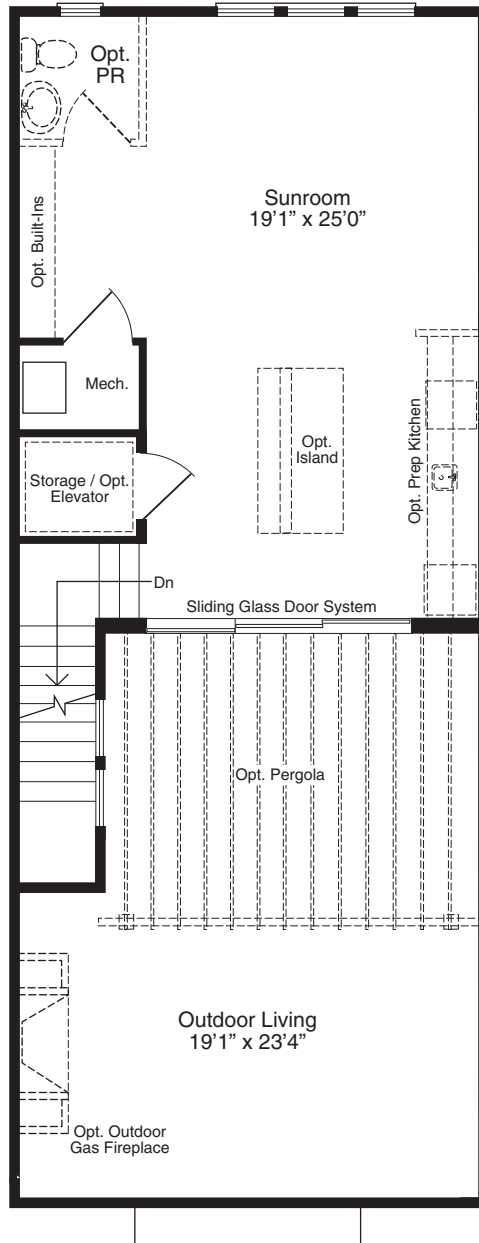 Opt.
PR
Sunroom
19'1" x 25'0"
Opt. Built-Ins
Mech.
Opt.
Island
Opt. Prep Kitchen
Storage / Opt.
Elevator
Dn
Sliding Glass Door System
Opt. Pergola
Outdoor Living
19'1" x 23'4"
Opt. Outdoor
Gas Fireplace